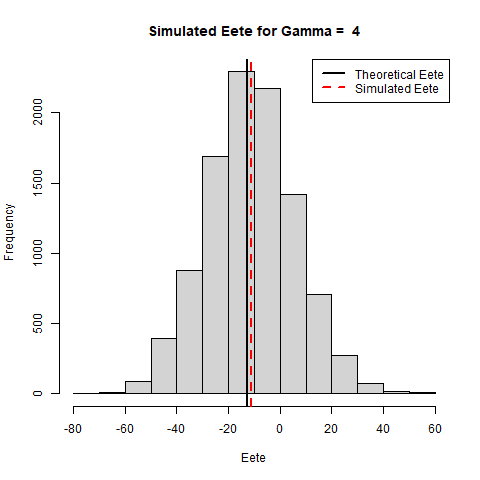 Simulated Eete for Gamma = 4
Theoretical Eete
Simulated Eete
Frequency
2000
1500
1000
500
0
-80 -60 -40 -20 0 20 40 60
Eete